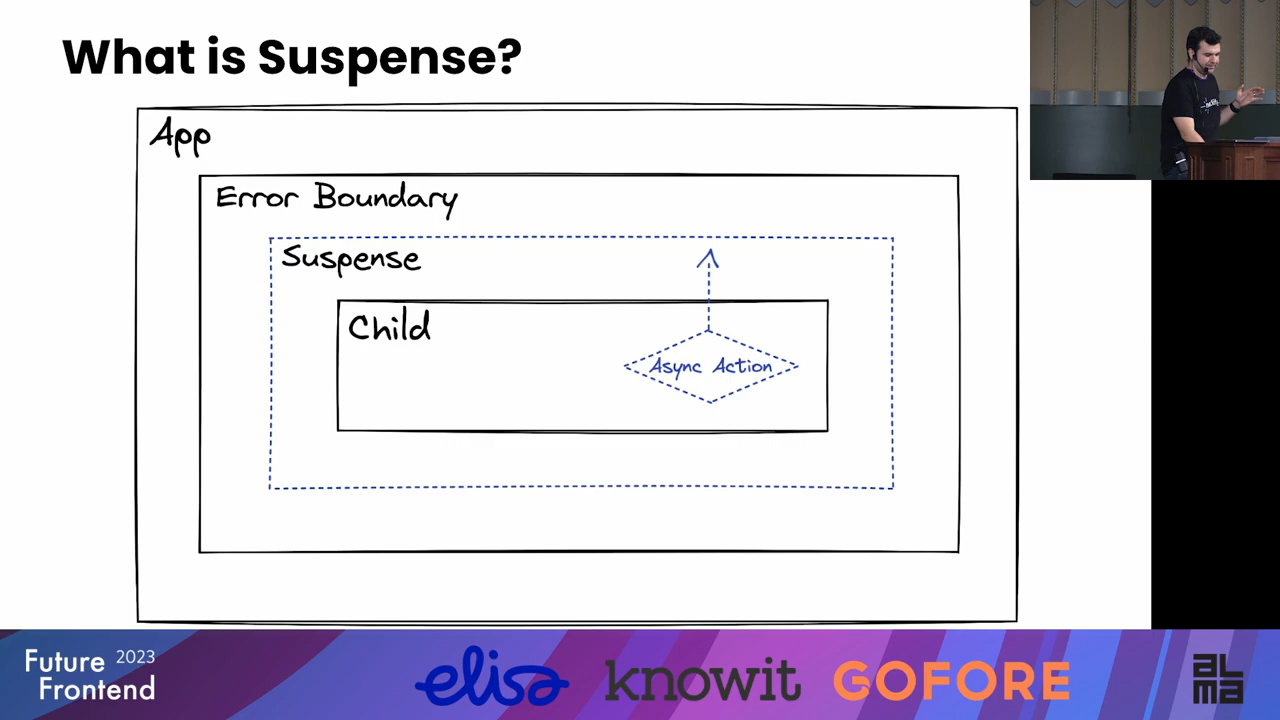 What is Suspense?
App
Error Boundary
Suspense
Child
Async Action
Future 2023
Frontend
elisa
knowit
GOFORE
ALMA